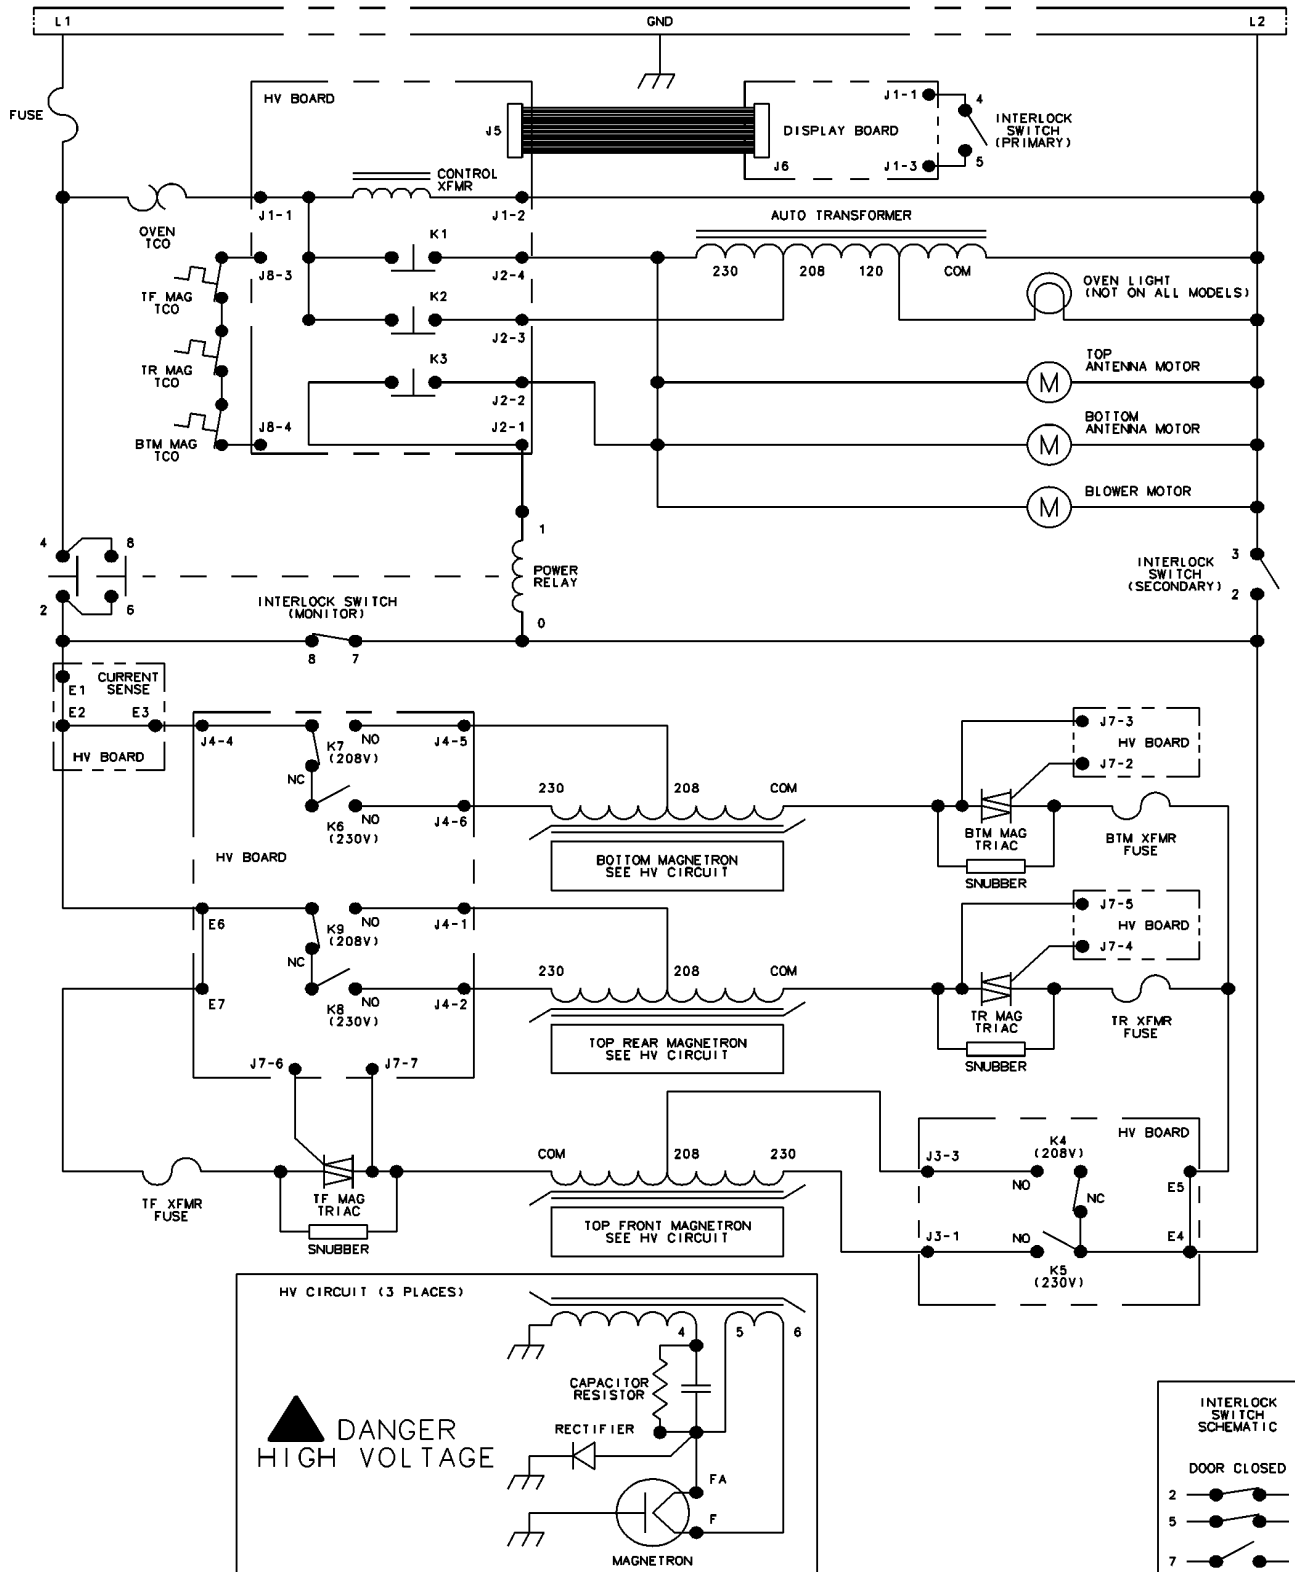 L1
GND
L2
FUSE
HV BOARD
J5
J6
DISPLAY BOARD
J1-1
J1-3
4
5
INTERLOCK
SWITCH
(PRIMARY)
CONTROL
XFMR
J1-1
J1-2
OVEN
TCO
AUTO TRANSFORMER
K1
J8-3
J2-4
230
208
120
COM
OVEN LIGHT
(NOT ON ALL MODELS)
TF MAG
TCO
K2
J2-3
TR MAG
TCO
K3
J2-2
TOP
ANTENNA MOTOR
M
BTM MAG
TCO
J8-4
J2-1
BOTTOM
ANTENNA MOTOR
M
BLOWER MOTOR
M
4
8
2
6
1
POWER
RELAY
0
INTERLOCK SWITCH
(MONITOR)
8
7
3
INTERLOCK
SWITCH
(SECONDARY)
2
E1
CURRENT
SENSE
E2
E3
HV BOARD
J4-4
K7
(208V)
NO
J4-5
NC
K6
(230V)
NO
J4-6
HV BOARD
230
208
COM
BOTTOM MAGNETRON
SEE HV CIRCUIT
J7-3
HV BOARD
J7-2
BTM MAG
TRIAC
SNUBBER
BTM XFMR
FUSE
E6
K9
(208V)
NO
J4-1
NC
E7
K8
(230V)
NO
J4-2
230
208
COM
TOP REAR MAGNETRON
SEE HV CIRCUIT
J7-5
HV BOARD
J7-4
TR MAG
TRIAC
SNUBBER
TR XFMR
FUSE
J7-6
J7-7
TF XFMR
FUSE
TF MAG
TRIAC
SNUBBER
COM
208
230
TOP FRONT MAGNETRON
SEE HV CIRCUIT
HV BOARD
J3-3
K4
(208V)
NO
E5
NC
J3-1
NO
E4
K5
(230V)
HV CIRCUIT (3 PLACES)
4
5
6
CAPACITOR
RESISTOR
RECTIFIER
DANGER
HIGH VOLTAGE
FA
F
MAGNETRON
INTERLOCK
SWITCH
SCHEMATIC
DOOR CLOSED
2
5
7